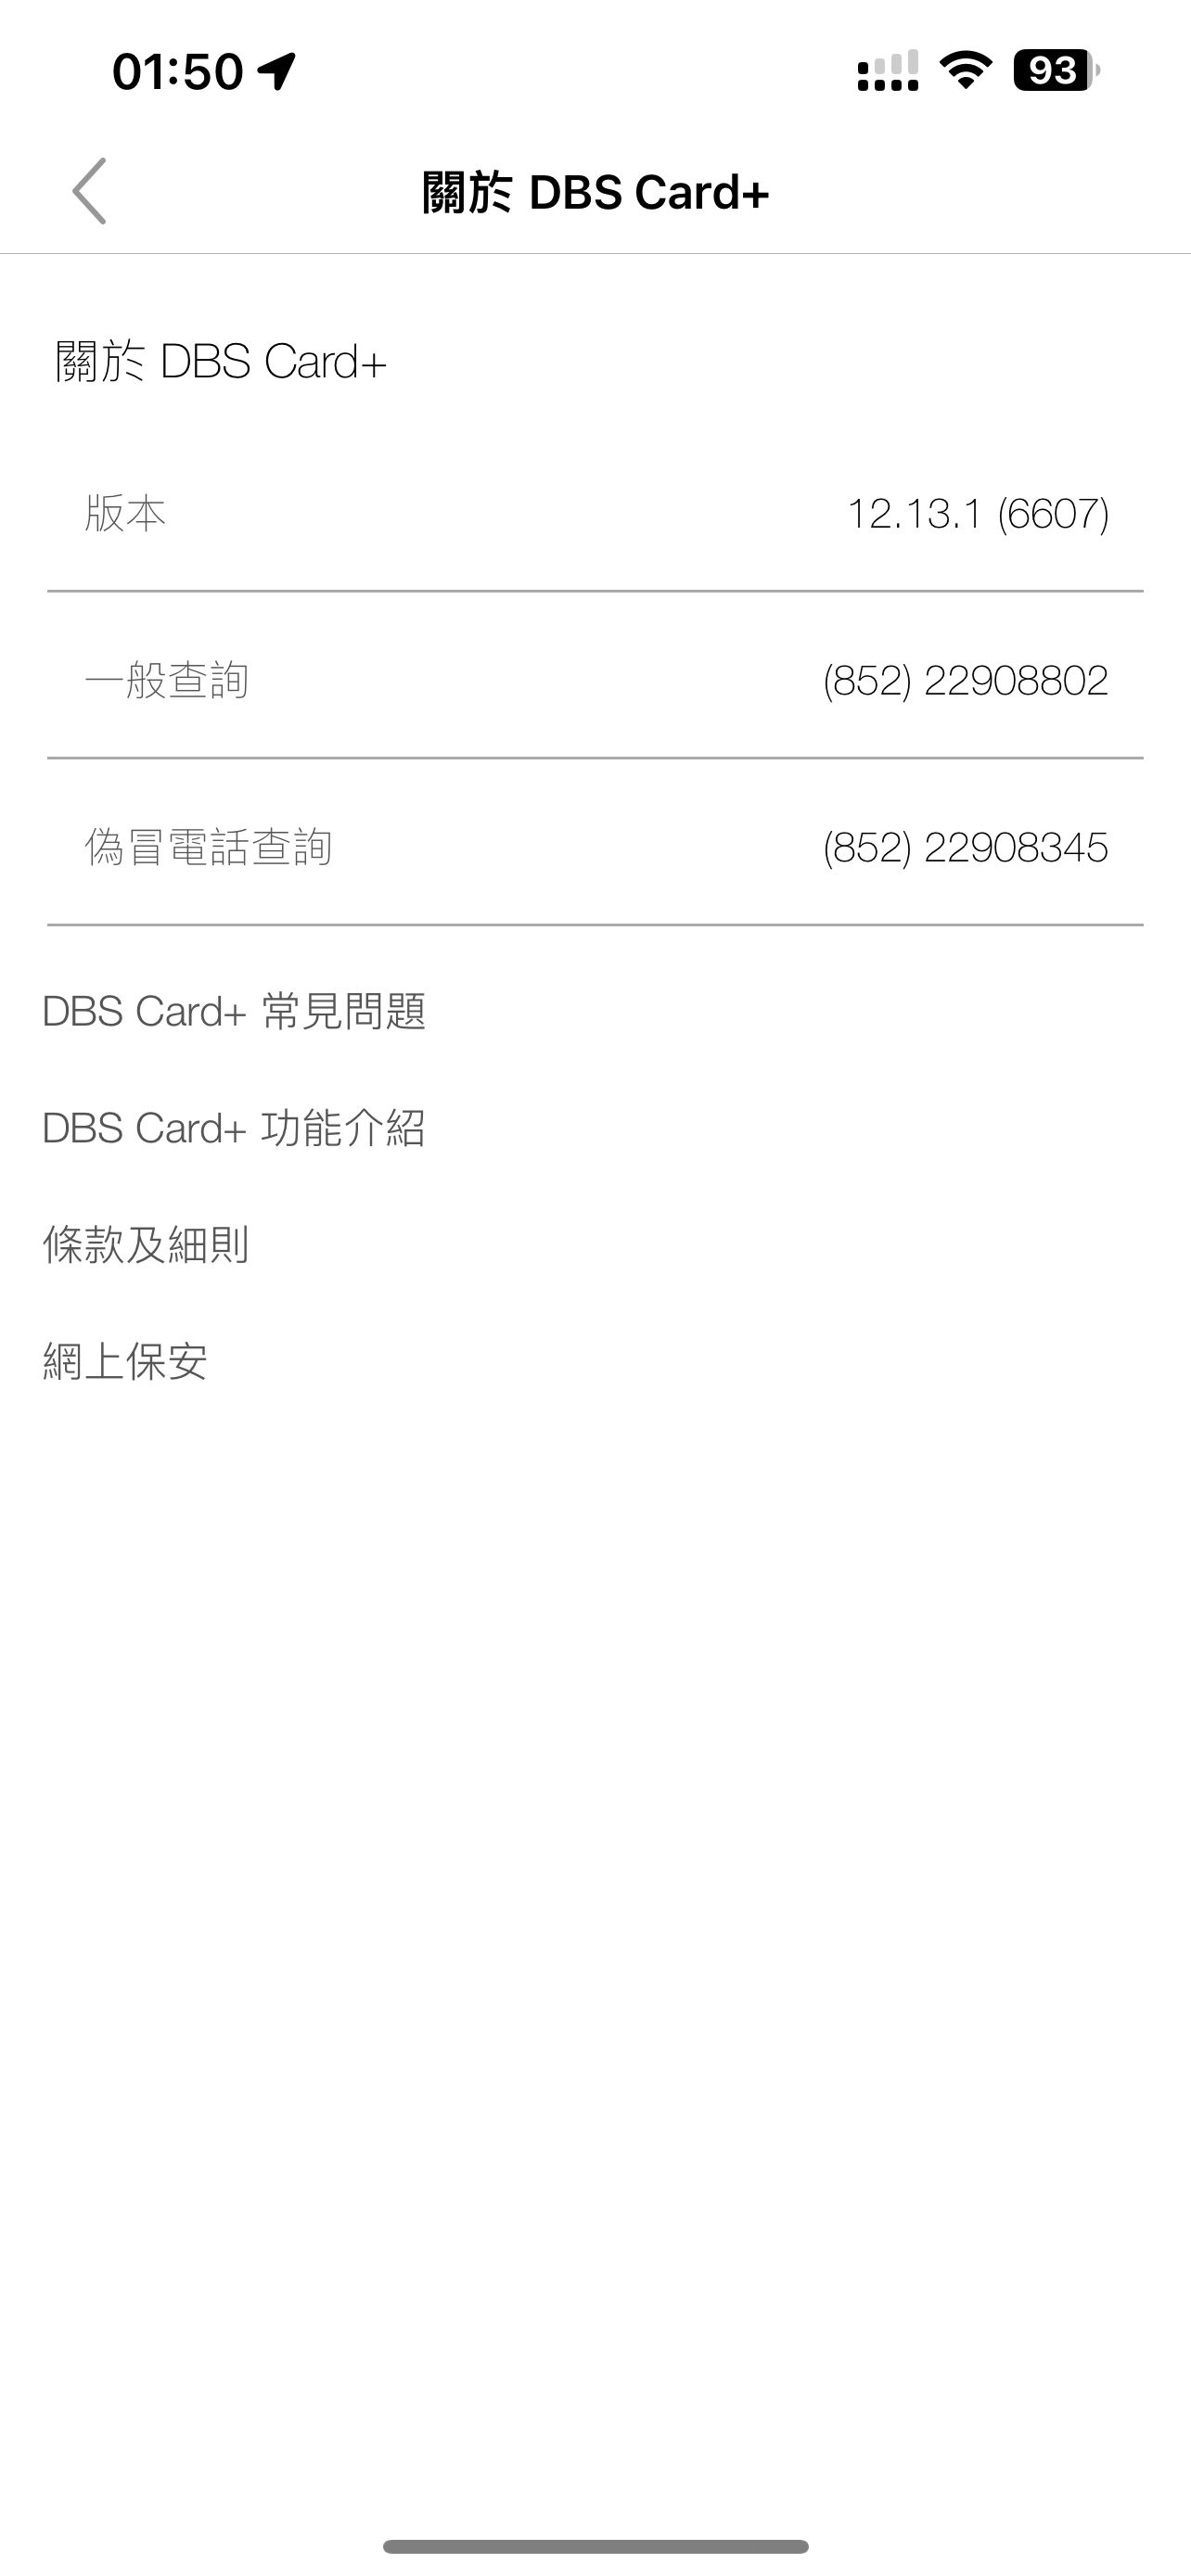 01:50
93
關於 DBS Card+
關於 DBS Card+
版本 12.13.1 (6607)
一般查詢 (852) 22908802
偽冒電話查詢 (852) 22908345
DBS Card+ 常見問題
DBS Card+ 功能介紹
條款及細則
網上保安